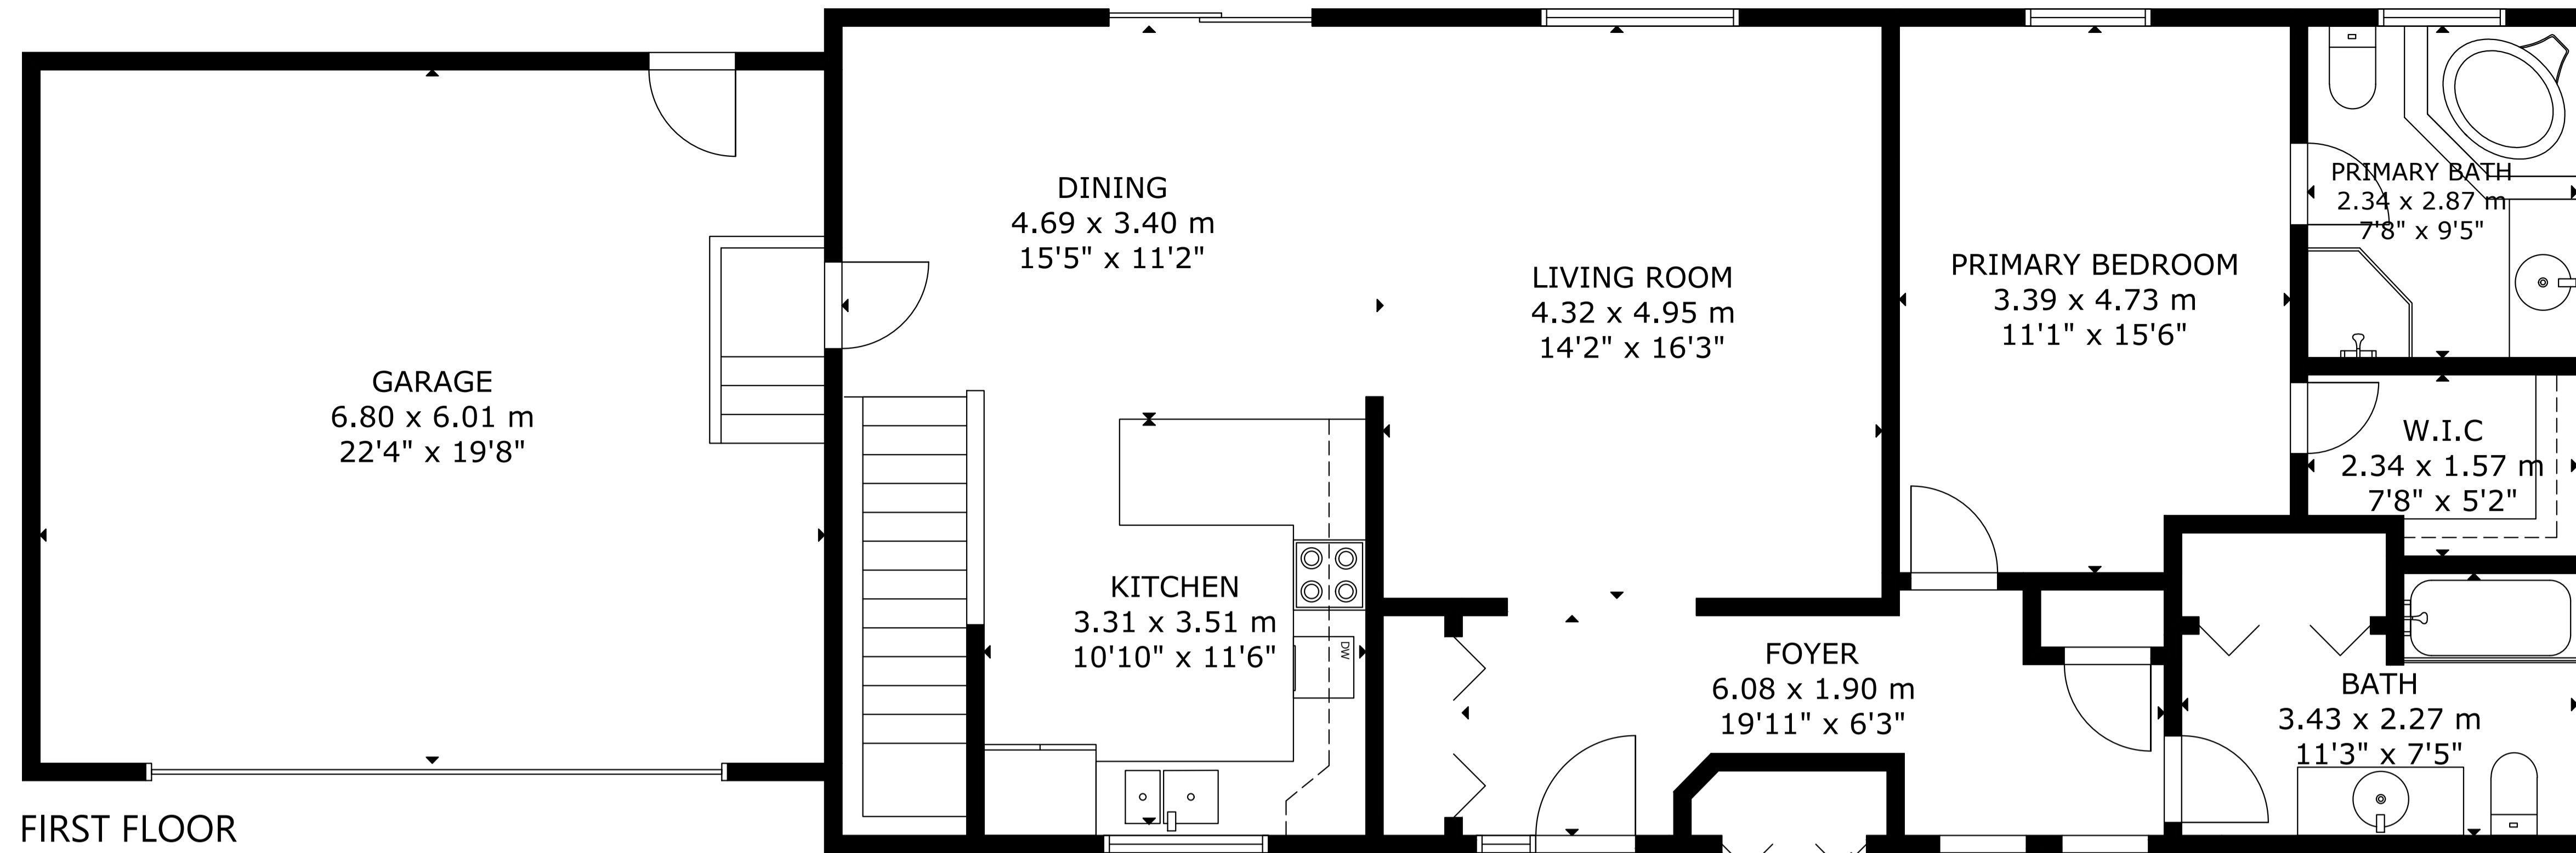 GARAGE
6.80 x 6.01 m
22'4" x 19'8"
DINING
4.69 x 3.40 m
15'5" x 11'2"
LIVING ROOM
4.32 x 4.95 m
14'2" x 16'3"
PRIMARY BEDROOM
3.39 x 4.73 m
11'1" x 15'6"
PRIMARY BATH
2.34 x 2.87 m
7'8" x 9'5"
W.I.C
2.34 x 1.57 m
7'8" x 5'2"
KITCHEN
3.31 x 3.51 m
10'10" x 11'6"
DW
FOYER
6.08 x 1.90 m
19'11" x 6'3"
BATH
3.43 x 2.27 m
11'3" x 7'5"
FIRST FLOOR